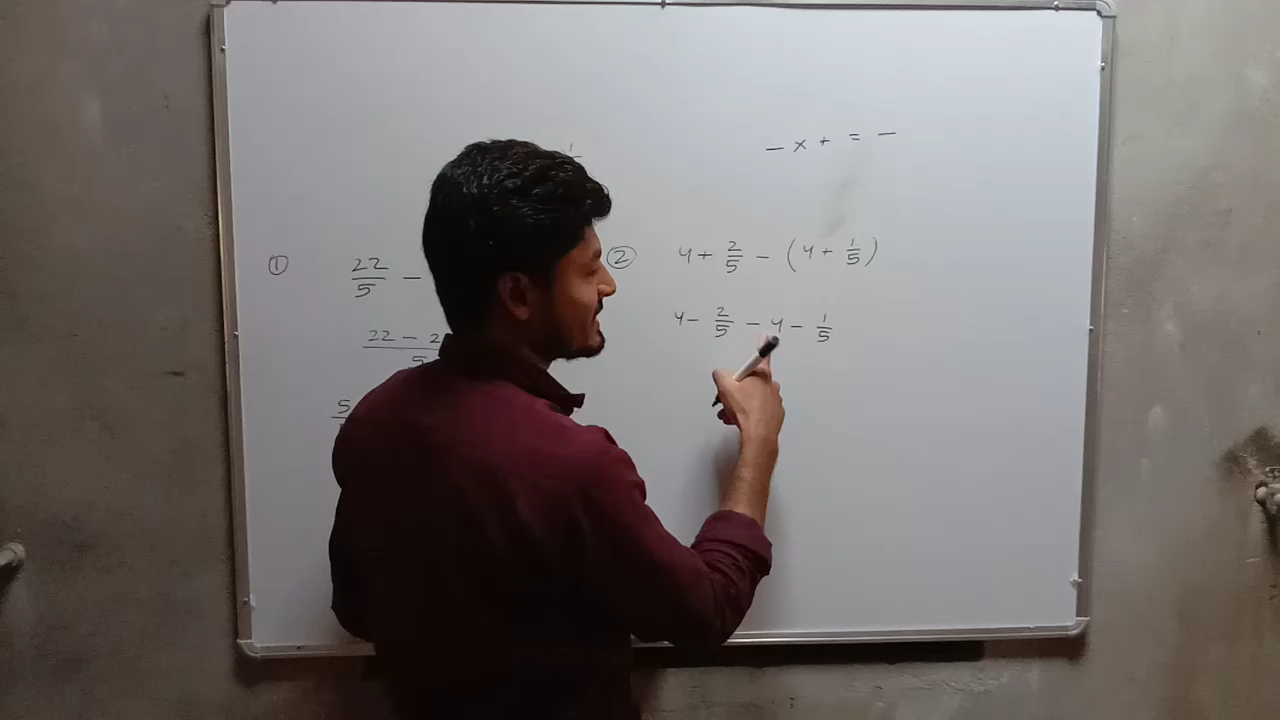 1
- x + = -
① 22/5 -
② 4 + 2/5 - (4 + 1/5)
22 - 2
5
4 - 2/5 - 4 - 1/5
5